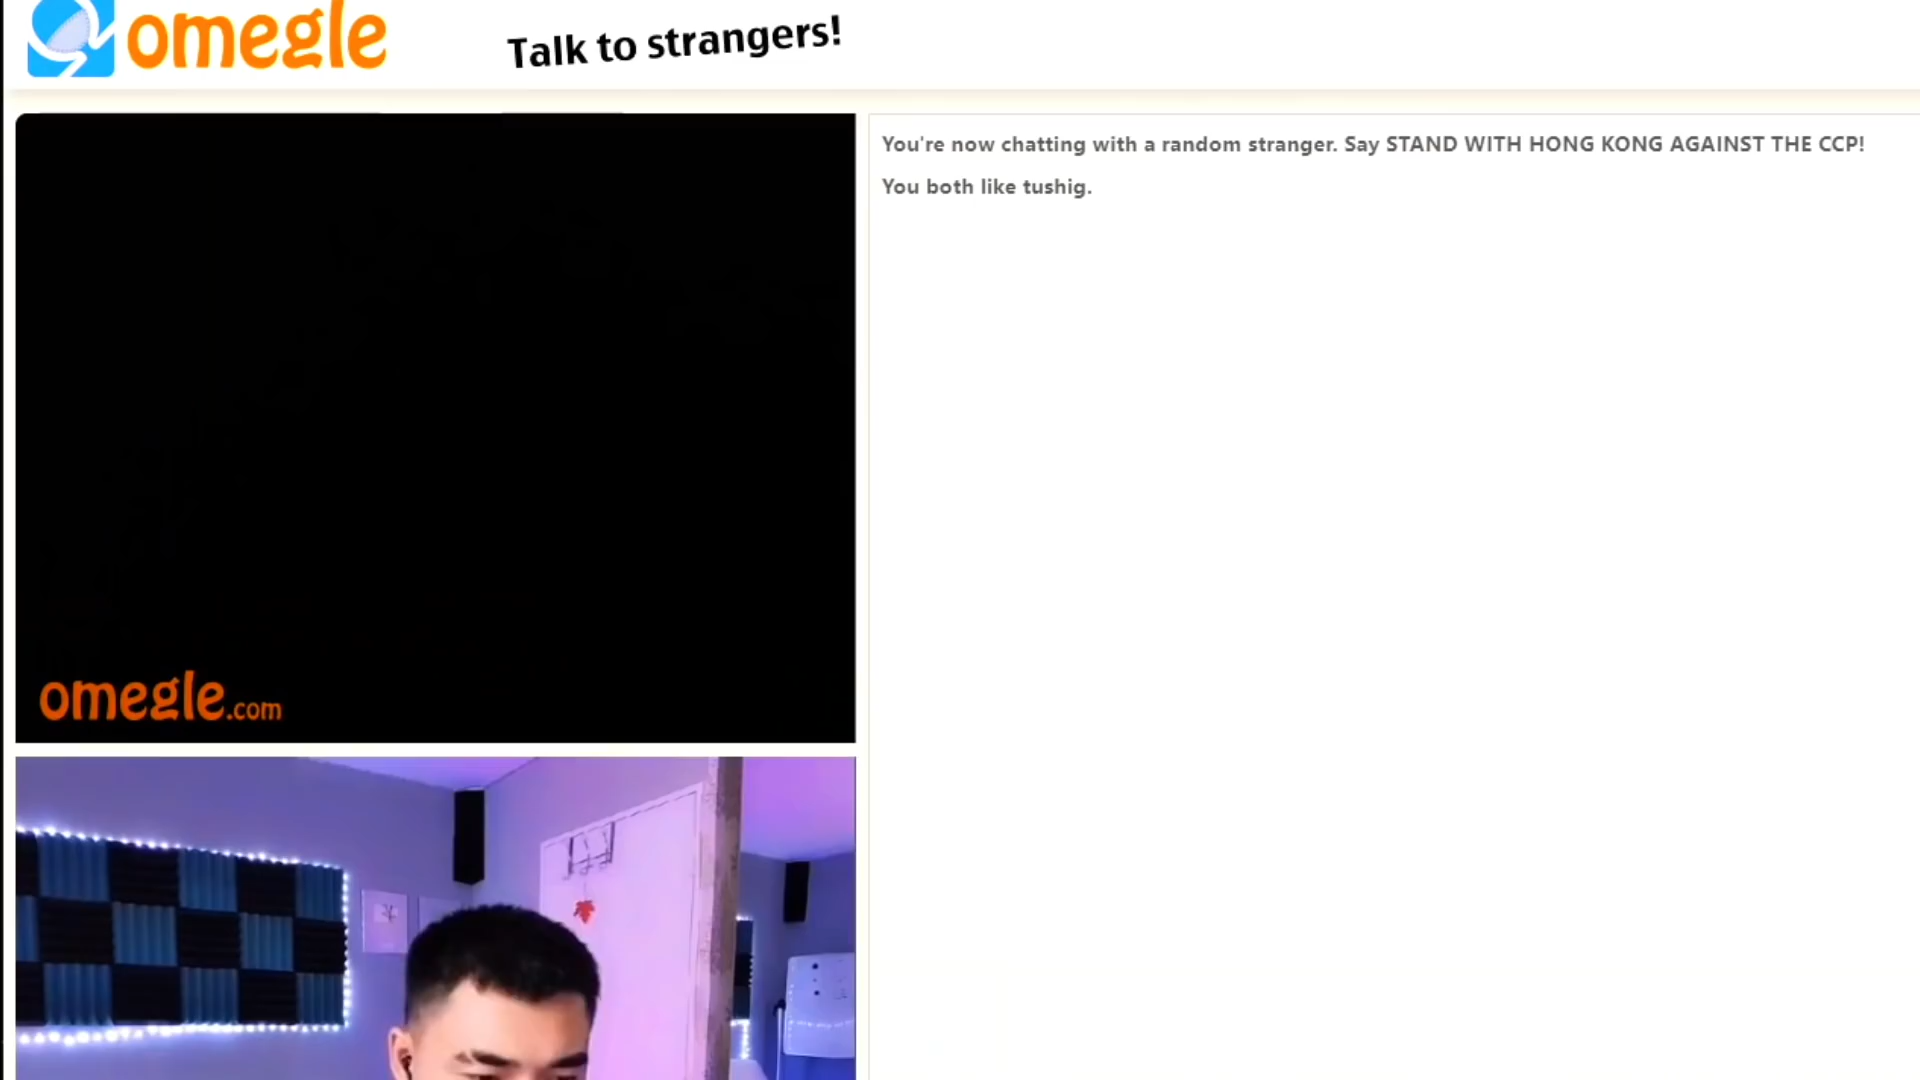 omegle
Talk to strangers!
You're now chatting with a random stranger. Say STAND WITH HONG KONG AGAINST THE CCP!
You both like tushig.
omegle.com